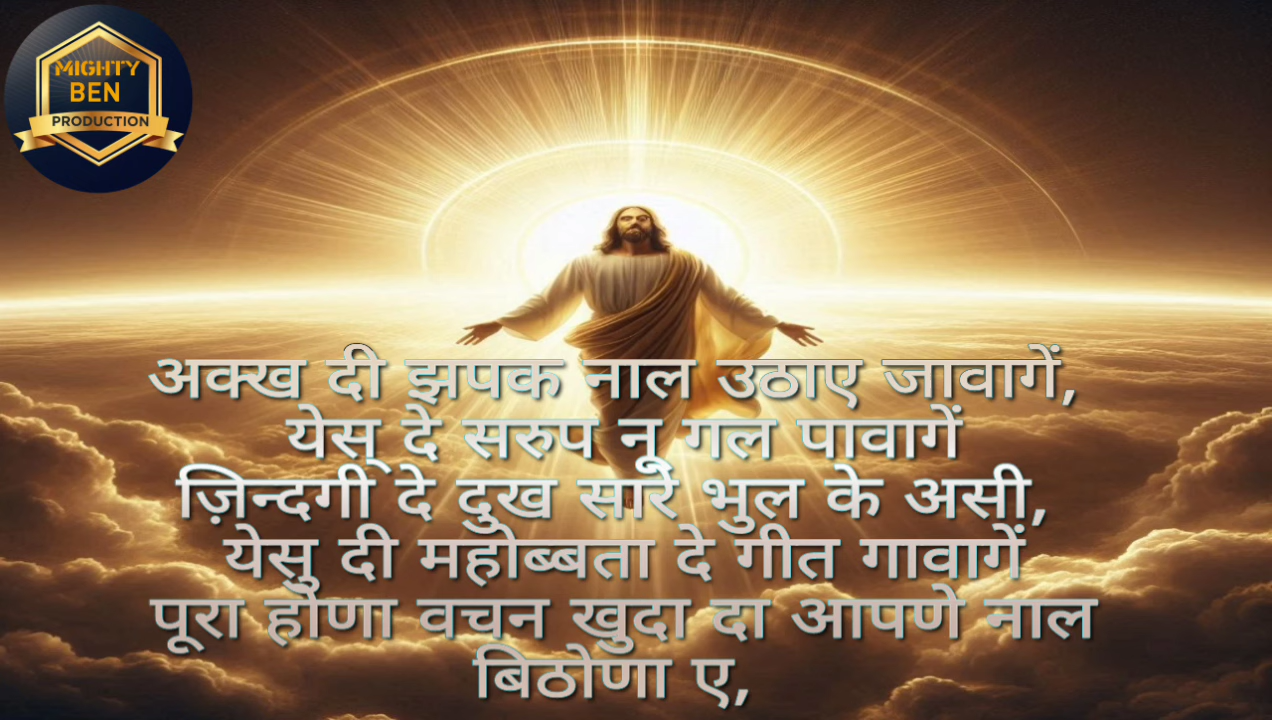 MIGHTY
BEN
PRODUCTION
अक्ख दी झपक नाल उठाए जावागें,
येस् दे सरुप नू गल पावागें
ज़िन्दगी दे दुख सारे भुल के असी,
येसु दी महोब्बता दे गीत गावागें
पूरा होणा वचन खुदा दा आपणे नाल
बिठोणा ए,